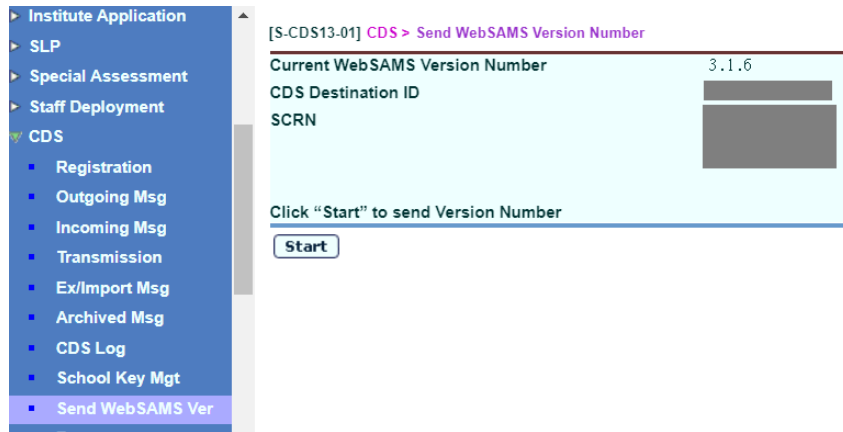 Institute Application
SLP
Special Assessment
Staff Deployment
CDS
Registration
Outgoing Msg
Incoming Msg
Transmission
Ex/Import Msg
Archived Msg
CDS Log
School Key Mgt
Send WebSAMS Ver
[S-CDS13-01] CDS > Send WebSAMS Version Number
Current WebSAMS Version Number 3.1.6
CDS Destination ID
SCRN
Click “Start” to send Version Number
Start